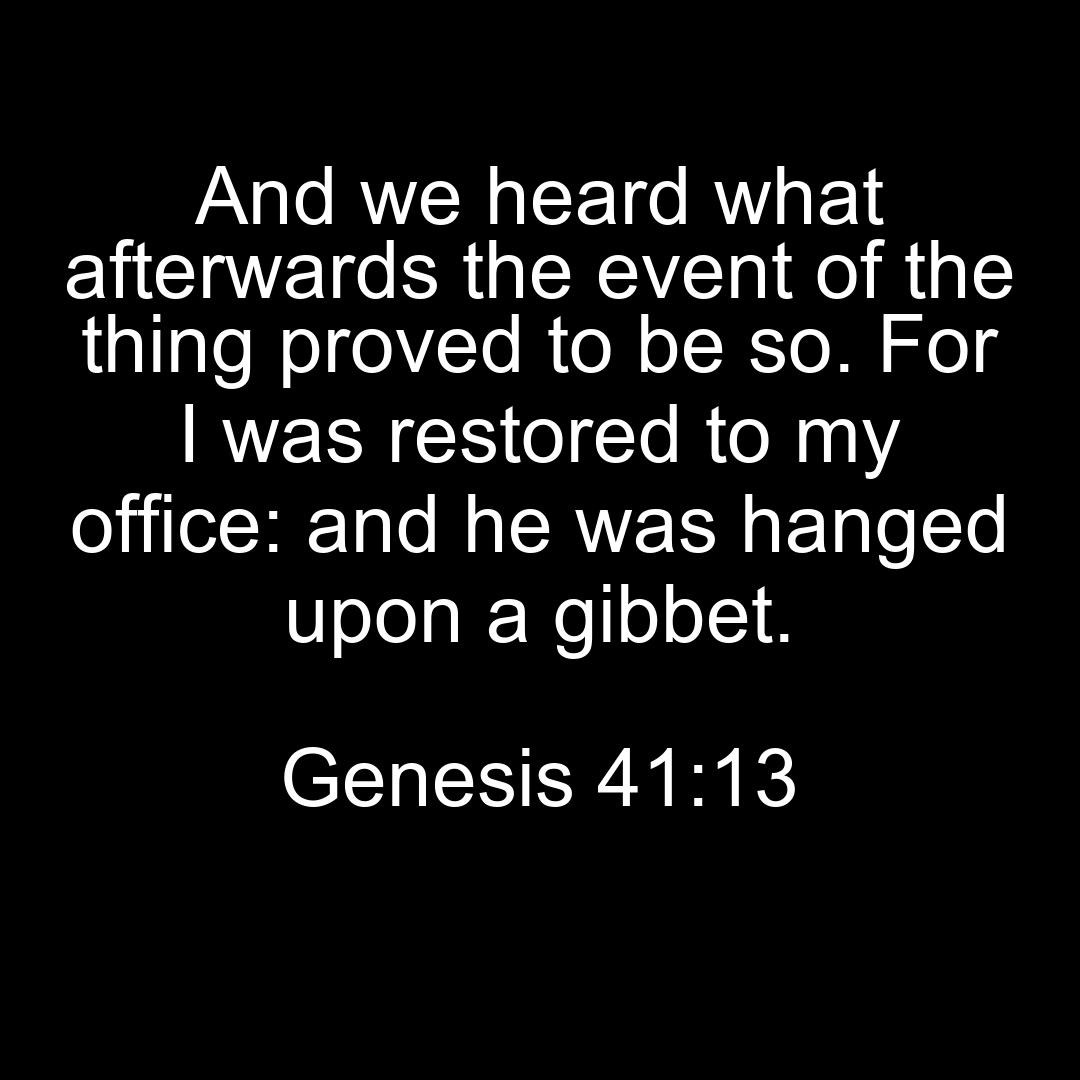 And we heard what
afterwards the event of the
thing proved to be so. For
I was restored to my
office: and he was hanged
upon a gibbet.
Genesis 41:13